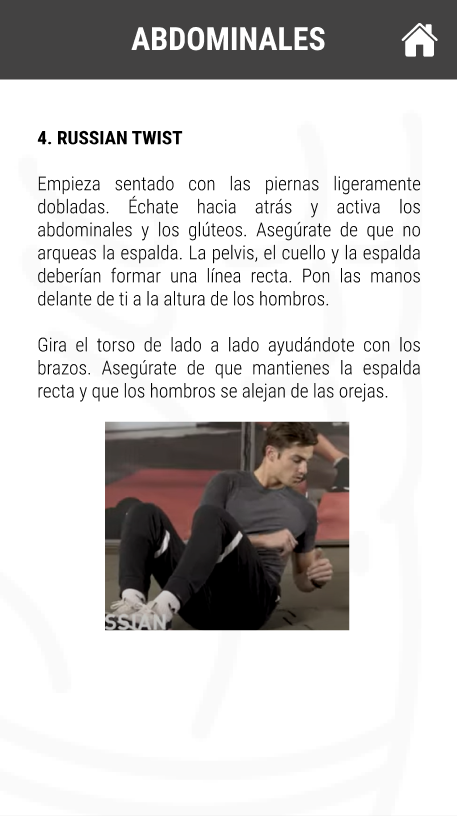 ABDOMINALES
4. RUSSIAN TWIST
Empieza sentado con las piernas ligeramente
dobladas. Échate hacia atrás y activa los
abdominales y los glúteos. Asegúrate de que no
arqueas la espalda. La pelvis, el cuello y la espalda
deberían formar una línea recta. Pon las manos
delante de ti a la altura de los hombros.
Gira el torso de lado a lado ayudándote con los
brazos. Asegúrate de que mantienes la espalda
recta y que los hombros se alejan de las orejas.
SSIAN